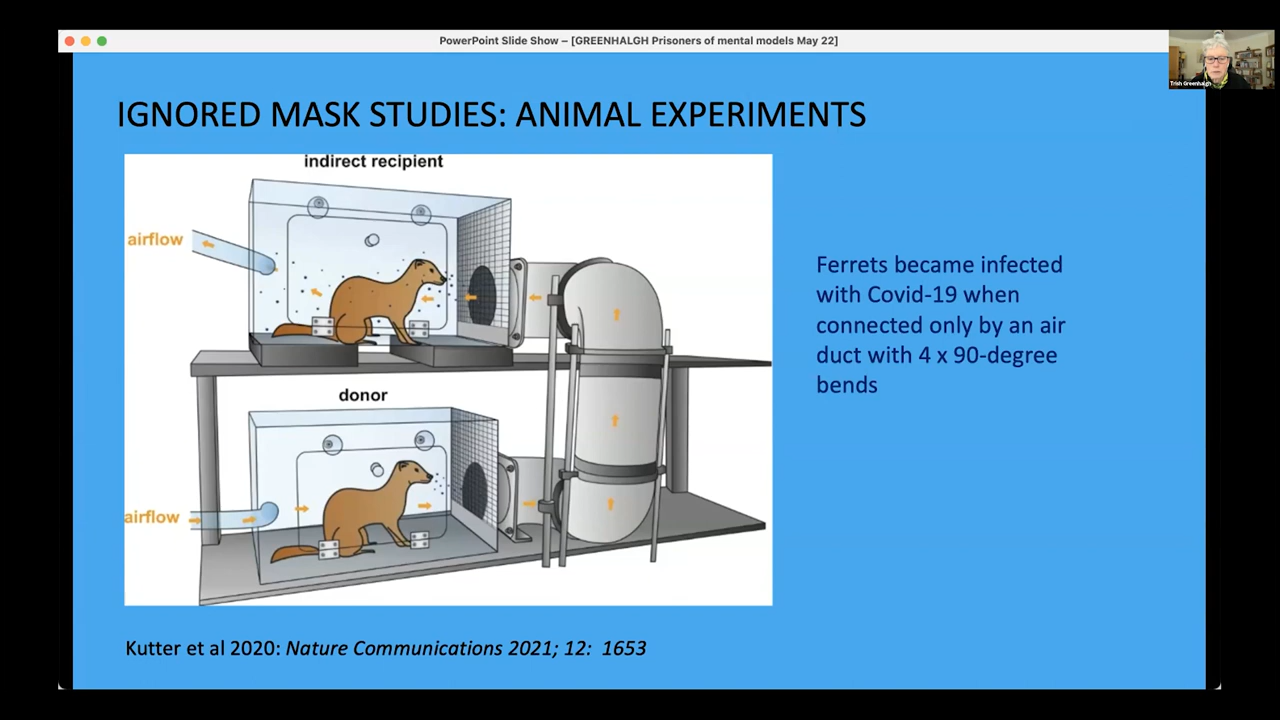 PowerPoint Slide Show – [GREENHALGH Prisoners of mental models May 22]
Trish Greenhalgh
IGNORED MASK STUDIES: ANIMAL EXPERIMENTS
indirect recipient
airflow
donor
airflow
Ferrets became infected
with Covid-19 when
connected only by an air
duct with 4 x 90-degree
bends
Kutter et al 2020: Nature Communications 2021; 12: 1653